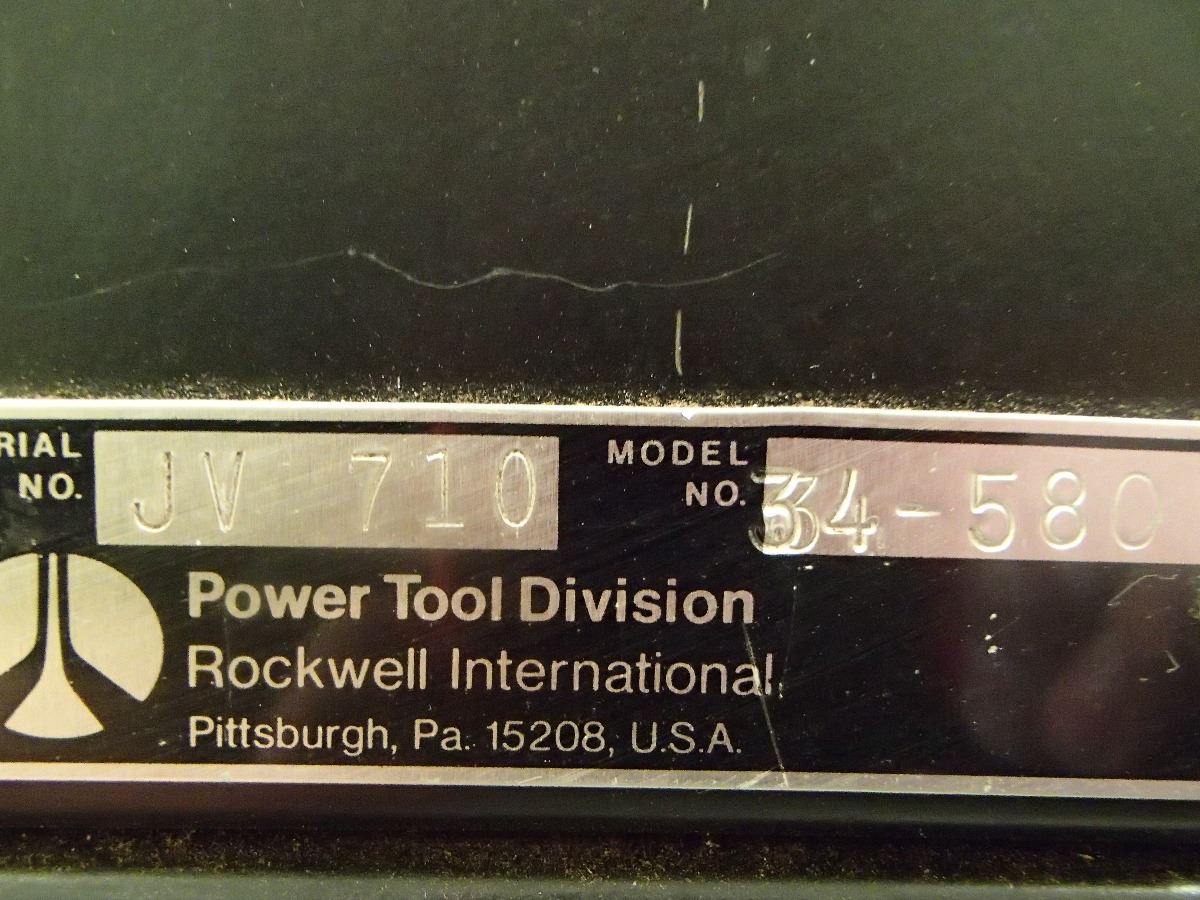 RIAL NO. JV 710
MODEL NO. 34-580
Power Tool Division
Rockwell International
Pittsburgh, Pa. 15208, U.S.A.